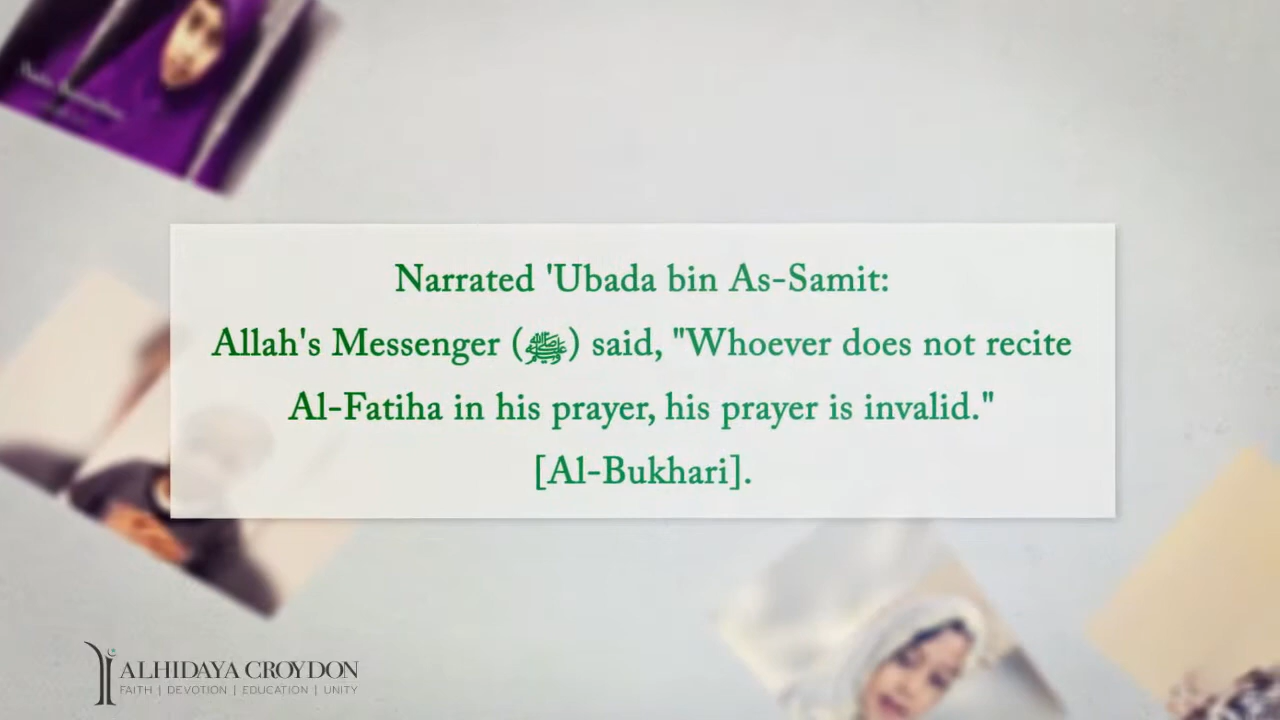 Narrated 'Ubada bin As-Samit:
Allah's Messenger (ﷺ) said, "Whoever does not recite
Al-Fatiha in his prayer, his prayer is invalid."
[Al-Bukhari].
ALHIDAYA CROYDON
FAITH | DEVOTION | EDUCATION | UNITY